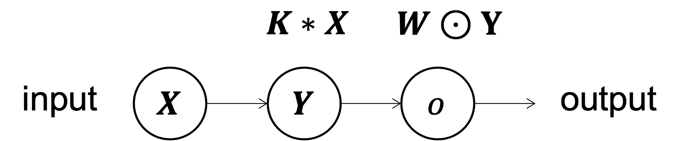 K * X W ⊙ Y
input X Y o output